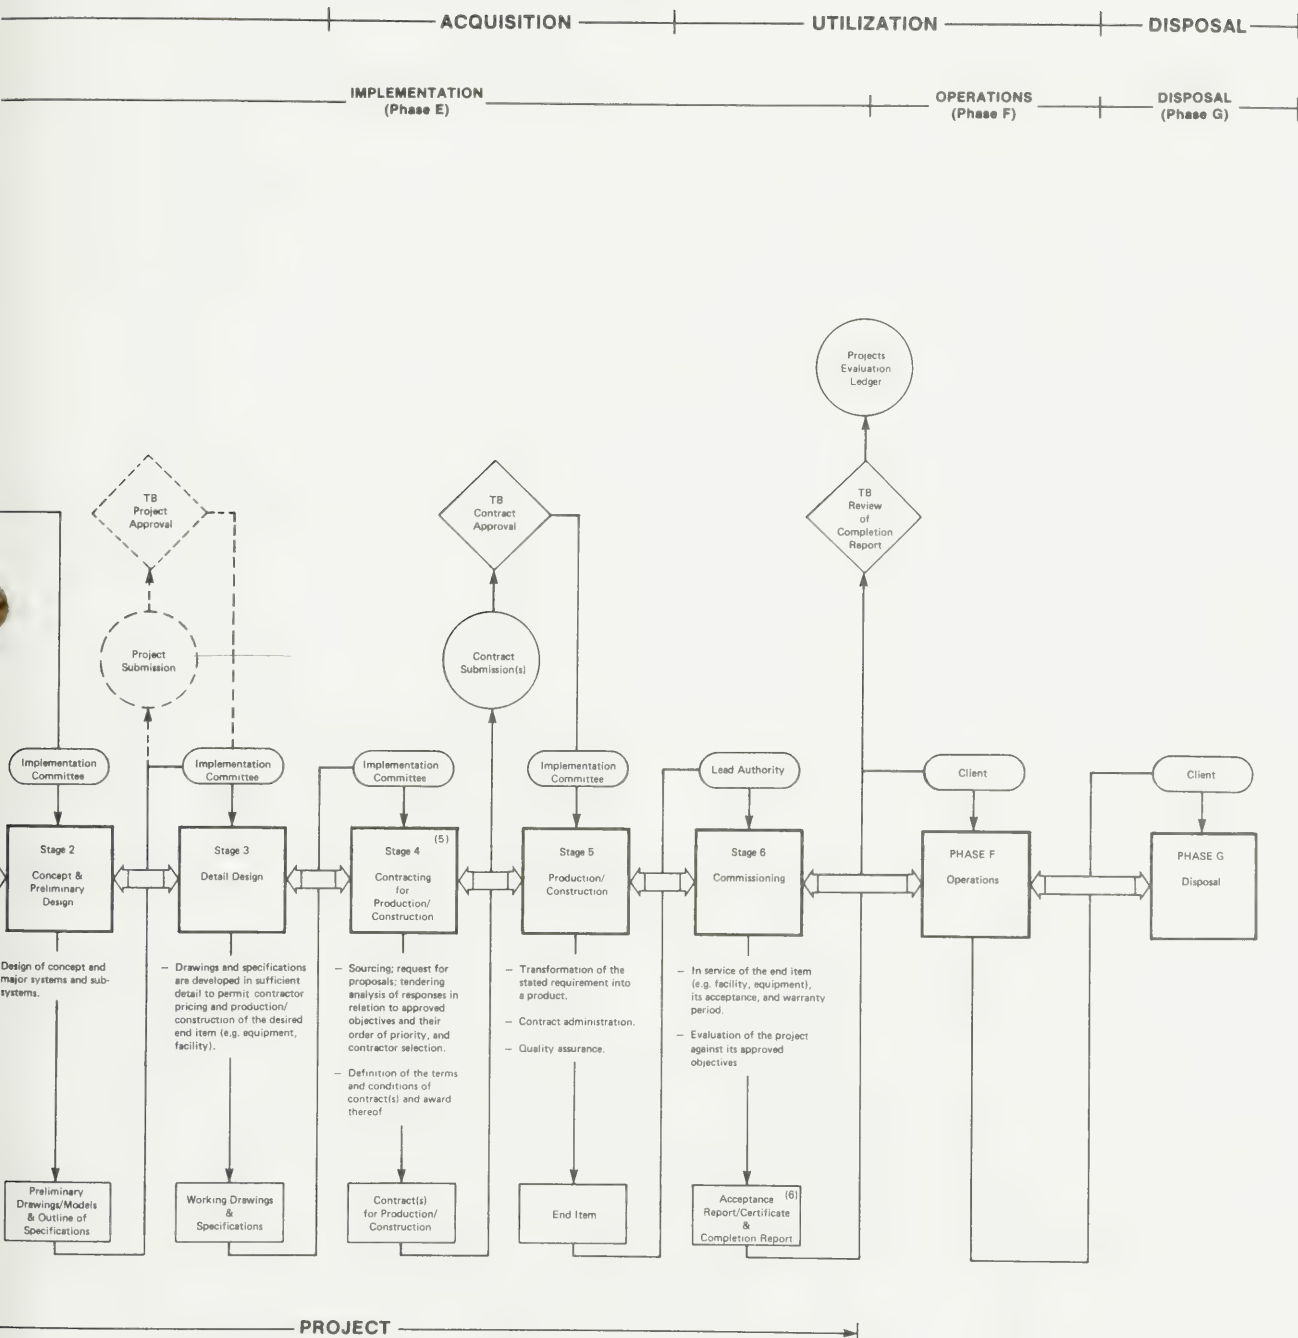 ACQUISITION
UTILIZATION
DISPOSAL
IMPLEMENTATION
(Phase E)
OPERATIONS
(Phase F)
DISPOSAL
(Phase G)
Projects
Evaluation
Ledger
TB
Project
Approval
TB
Contract
Approval
TB
Review
of
Completion
Report
Project
Submission
Contract
Submission(s)
Implementation
Committee
Implementation
Committee
Implementation
Committee
Implementation
Committee
Lead Authority
Client
Client
Stage 2
Concept &
Preliminary
Design
Stage 3
Detail Design
(5)
Stage 4
Contracting
for
Production/
Construction
Stage 5
Production/
Construction
Stage 6
Commissioning
PHASE F
Operations
PHASE G
Disposal
Design of concept and
major systems and sub-
systems.
– Drawings and specifications
are developed in sufficient
detail to permit contractor
pricing and production/
construction of the desired
end item (e.g. equipment,
facility).
– Sourcing; request for
proposals; tendering
analysis of responses in
relation to approved
objectives and their
order of priority, and
contractor selection.
– Definition of the terms
and conditions of
contract(s) and award
thereof
– Transformation of the
stated requirement into
a product.
– Contract administration.
– Quality assurance.
– In service of the end item
(e.g. facility, equipment),
its acceptance, and warranty
period.
– Evaluation of the project
against its approved
objectives
Preliminary
Drawings/Models
& Outline of
Specifications
Working Drawings
&
Specifications
Contract(s)
for Production/
Construction
End Item
Acceptance (6)
Report/Certificate
&
Completion Report
PROJECT